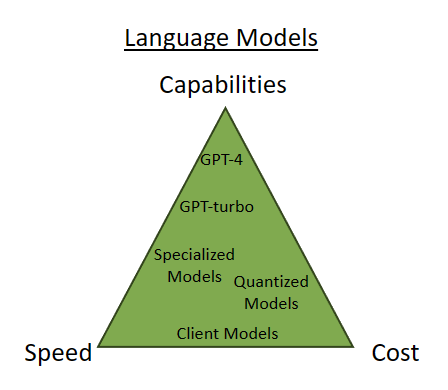 Language Models
Capabilities
GPT-4
GPT-turbo
Specialized
Models
Quantized
Models
Client Models
Speed
Cost